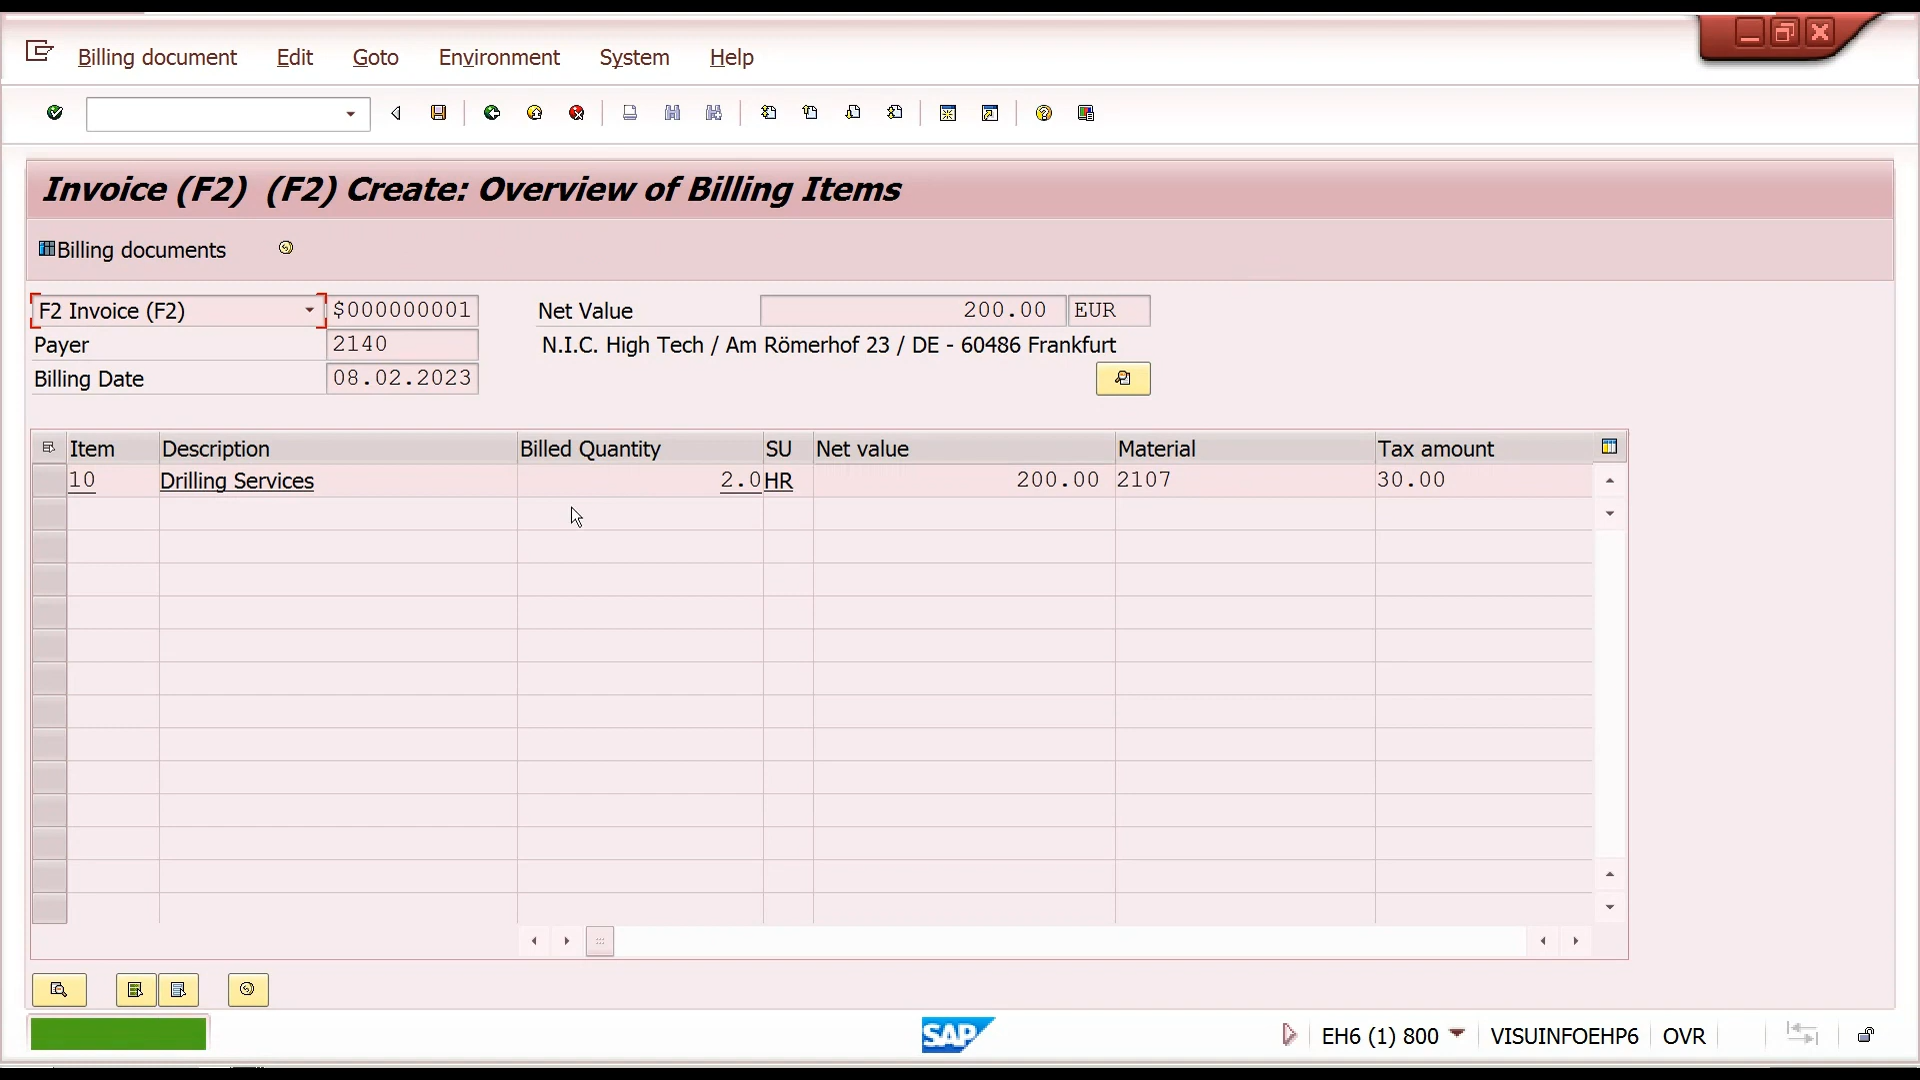 Billing document Edit Goto Environment System Help
Invoice (F2) (F2) Create: Overview of Billing Items
Billing documents
F2 Invoice (F2) $000000001 Net Value 200.00 EUR
Payer 2140 N.I.C. High Tech / Am Römerhof 23 / DE - 60486 Frankfurt
Billing Date 08.02.2023
Item Description Billed Quantity SU Net value Material Tax amount
10 Drilling Services 2.0 HR 200.00 2107 30.00
SAP EH6 (1) 800 VISUINFOEHP6 OVR